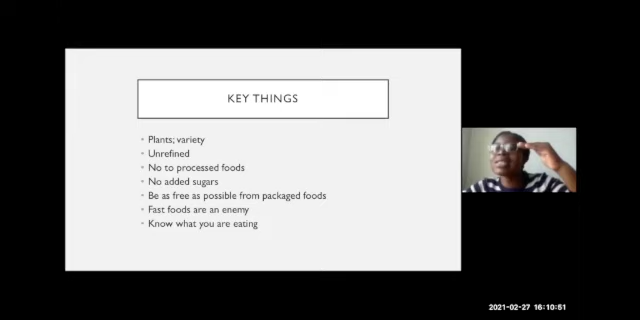 KEY THINGS
Plants; variety
Unrefined
No to processed foods
No added sugars
Be as free as possible from packaged foods
Fast foods are an enemy
Know what you are eating
2021-02-27 16:10:51